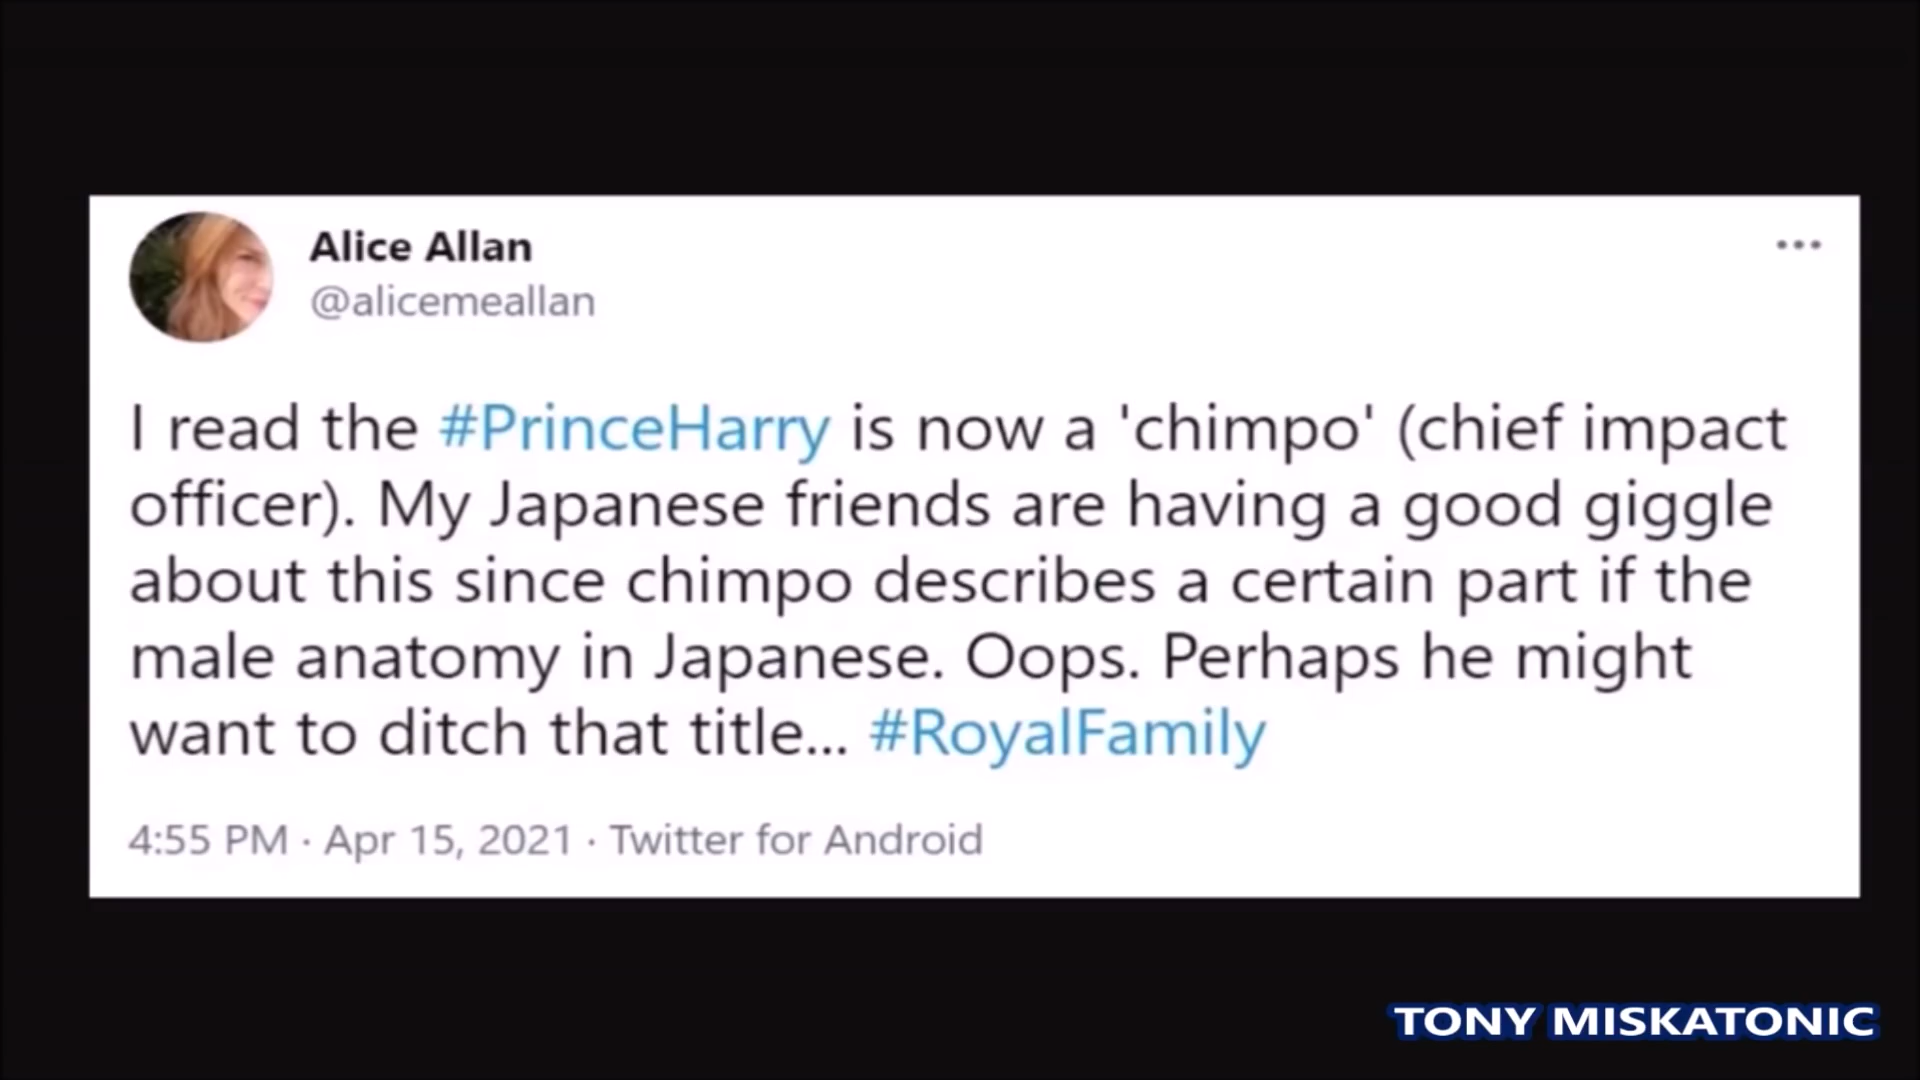 Alice Allan
@alicemeallan
I read the #PrinceHarry is now a 'chimpo' (chief impact
officer). My Japanese friends are having a good giggle
about this since chimpo describes a certain part if the
male anatomy in Japanese. Oops. Perhaps he might
want to ditch that title... #RoyalFamily
4:55 PM · Apr 15, 2021 · Twitter for Android
TONY MISKATONIC